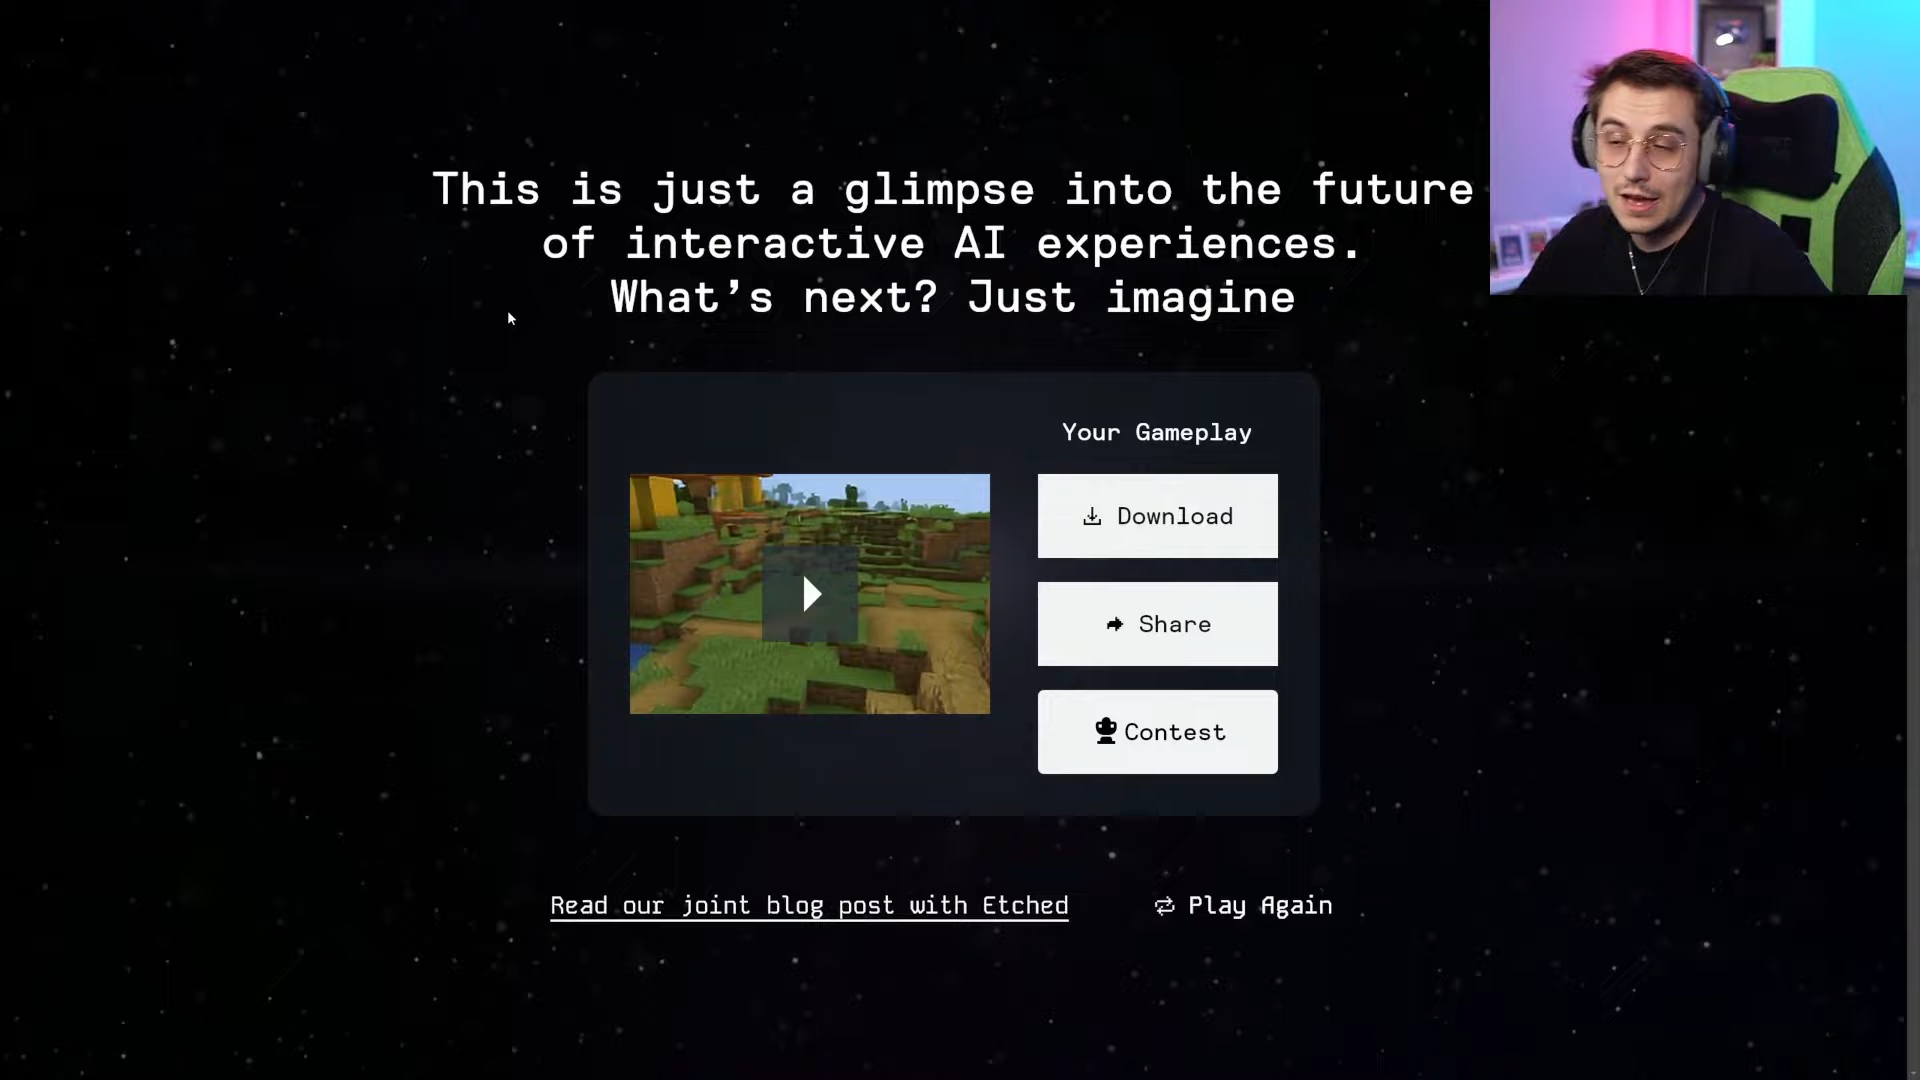 This is just a glimpse into the future
of interactive AI experiences.
What’s next? Just imagine
Your Gameplay
Download
Share
Contest
Read our joint blog post with Etched
Play Again